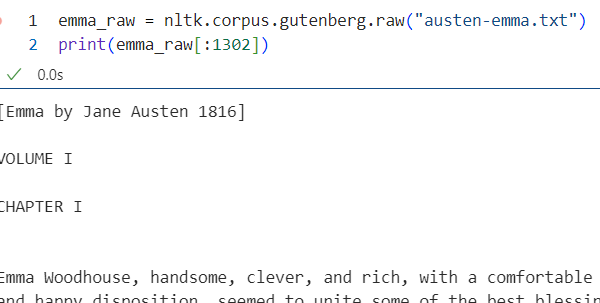 1 emma_raw = nltk.corpus.gutenberg.raw("austen-emma.txt")
2 print(emma_raw[:1302])
0.0s
[Emma by Jane Austen 1816]
VOLUME I
CHAPTER I
Emma Woodhouse, handsome, clever, and rich, with a comfortable
and happy disposition, seemed to unite some of the best